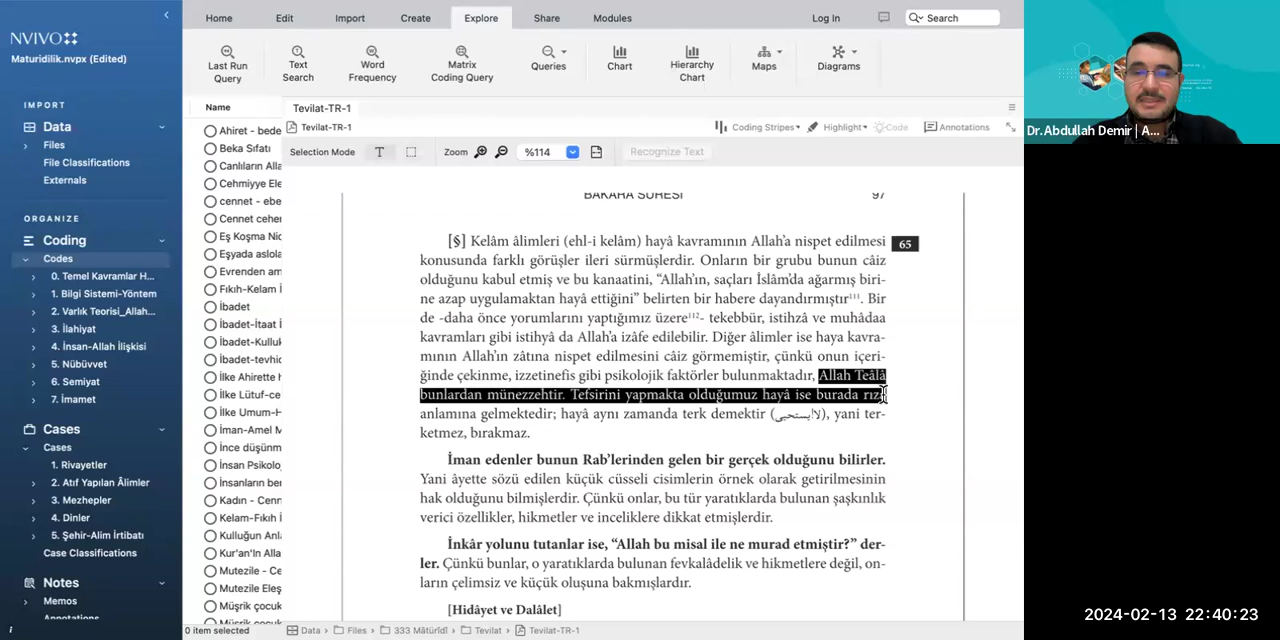 NVIVO
Maturidilik.nvpx (Edited)
IMPORT
Data
Files
File Classifications
Externals
ORGANIZE
Coding
Codes
0. Temel Kavramlar H...
1. Bilgi Sistemi-Yöntem
2. Varlık Teorisi_Allah...
3. İlahiyat
4. İnsan-Allah İlişkisi
5. Nübüvvet
6. Semiyat
7. İmamet
Cases
Cases
1. Rivayetler
2. Atıf Yapılan Âlimler
3. Mezhepler
4. Dinler
5. Şehir-Alim İrtibatı
Case Classifications
Notes
Memos
Annotations
Home Edit Import Create Explore Share Modules Log In Search
Last Run Query
Text Search
Word Frequency
Matrix Coding Query
Queries
Chart
Hierarchy Chart
Maps
Diagrams
Name
Ahiret - bede
Beka Sıfatı
Canlıların Alla
Cehmiyye Ele
cennet - ebe
Cennet cehen
Eş Koşma Nid
Eşyada aslola
Evrenden am
Fıkıh-Kelam İ
İbadet
İbadet-İtaat İ
İbadet-Kulluk
İbadet-tevhic
İlke Ahirette h
İlke Lütuf-ce
İlke Umum-H
İman-Amel M
İnce düşünm
İnsan Psikolo
İnsanların ber
Kadın - Cenn
Kelam-Fıkıh İ
Kulluğun Anla
Kur'an'ın Alla
Mutezile - Ce
Mutezile Eleş
Müşrik çocuk
0 item selected
Tevilat-TR-1
Tevilat-TR-1
Coding Stripes Highlight Code Annotations
Selection Mode T Zoom %114 Recognize Text
BAKARA SÛRESİ 97
[§] Kelâm âlimleri (ehl-i kelâm) hayâ kavramının Allah’a nispet edilmesi 65
konusunda farklı görüşler ileri sürmüşlerdir. Onların bir grubu bunun câiz
olduğunu kabul etmiş ve bu kanaatini, “Allah’ın, saçları İslâm’da ağarmış biri-
ne azap uygulamaktan hayâ ettiğini” belirten bir habere dayandırmıştır¹¹¹. Bir
de -daha önce yorumlarını yaptığımız üzere¹¹²- tekebbür, istihzâ ve muhâdaa
kavramları gibi istihyâ da Allah’a izâfe edilebilir. Diğer âlimler ise haya kavra-
mının Allah’ın zâtına nispet edilmesini câiz görmemiştir, çünkü onun içeri-
ğinde çekinme, izzetinefis gibi psikolojik faktörler bulunmaktadır, Allah Teâlâ
bunlardan münezzehtir. Tefsirini yapmakta olduğumuz hayâ ise burada rızâ
anlamına gelmektedir; hayâ aynı zamanda terk demektir (لا يستحيى), yani ter-
ketmez, bırakmaz.
İman edenler bunun Rab’lerinden gelen bir gerçek olduğunu bilirler.
Yani âyette sözü edilen küçük cüsseli cisimlerin örnek olarak getirilmesinin
hak olduğunu bilmişlerdir. Çünkü onlar, bu tür yaratıklarda bulunan şaşkınlık
verici özellikler, hikmetler ve inceliklere dikkat etmişlerdir.
İnkâr yolunu tutanlar ise, “Allah bu misal ile ne murad etmiştir?” der-
ler. Çünkü bunlar, o yaratıklarda bulunan fevkalâdelik ve hikmetlere değil, on-
ların çelimsiz ve küçük oluşuna bakmışlardır.
[Hidâyet ve Dalâlet]
Data Files 333 Mâtürîdî Tevilat Tevilat-TR-1
Dr.Abdullah Demir | A...
2024-02-13 22:40:23